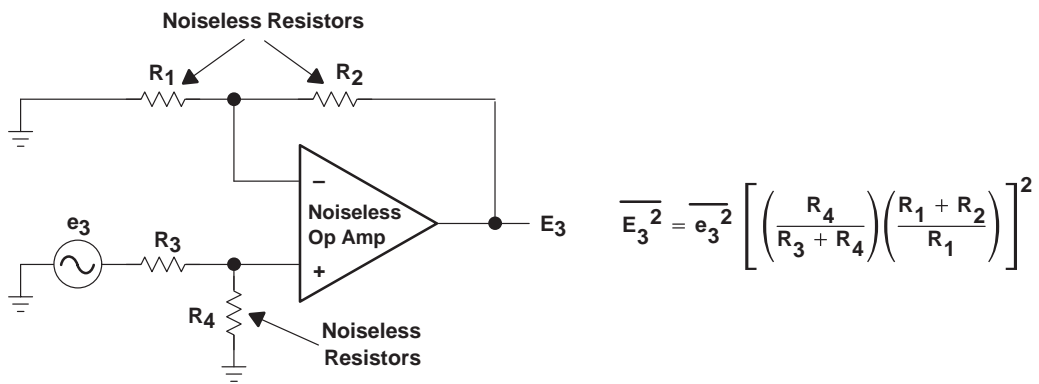 Noiseless Resistors
R1
R2
−
e3
Noiseless
Op Amp
E3
R3
+
R4
Noiseless
Resistors
E3² = e3² [ ( R4 / (R3 + R4) ) ( (R1 + R2) / R1 ) ]²